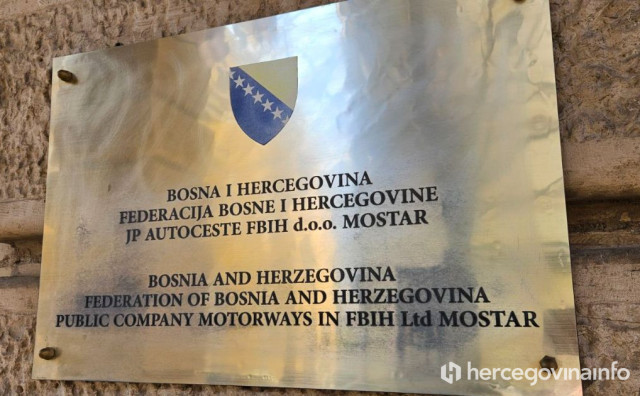 BOSNA I HERCEGOVINA
FEDERACIJA BOSNE I HERCEGOVINE
JP AUTOCESTE FBIH d.o.o. MOSTAR
BOSNIA AND HERZEGOVINA
FEDERATION OF BOSNIA AND HERZEGOVINA
PUBLIC COMPANY MOTORWAYS IN FBIH Ltd MOSTAR
hercegovinainfo